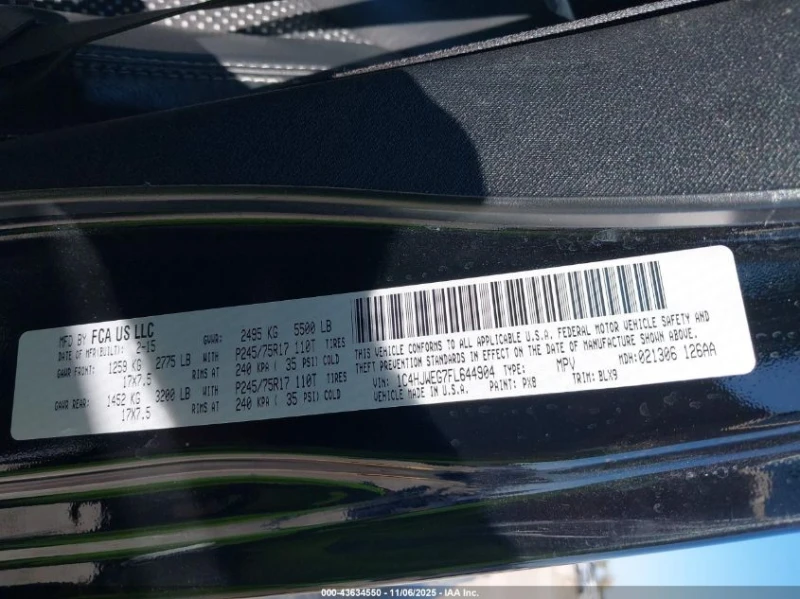 MFD BY FCA US LLC
DATE OF MFR(BUILT): 2-15 GVWR: 2495 KG 5500 LB
GAWR FRONT: 1259 KG 2775 LB WITH P245/75R17 110T TIRES
17X7.5 RIMS AT 240 KPA ( 35 PSI) COLD
GAWR REAR: 1452 KG 3200 LB WITH P245/75R17 110T TIRES
17X7.5 RIMS AT 240 KPA ( 35 PSI) COLD
THIS VEHICLE CONFORMS TO ALL APPLICABLE U.S.A. FEDERAL MOTOR VEHICLE SAFETY AND
THEFT PREVENTION STANDARDS IN EFFECT ON THE DATE OF MANUFACTURE SHOWN ABOVE.
VIN: 1C4HJWEG7FL644904 TYPE: MPV MDH: 021306 126AA
VEHICLE MADE IN U.S.A. PAINT: PX8 TRIM: BLX9
000-43634550 - 11/06/2025 - IAA Inc.